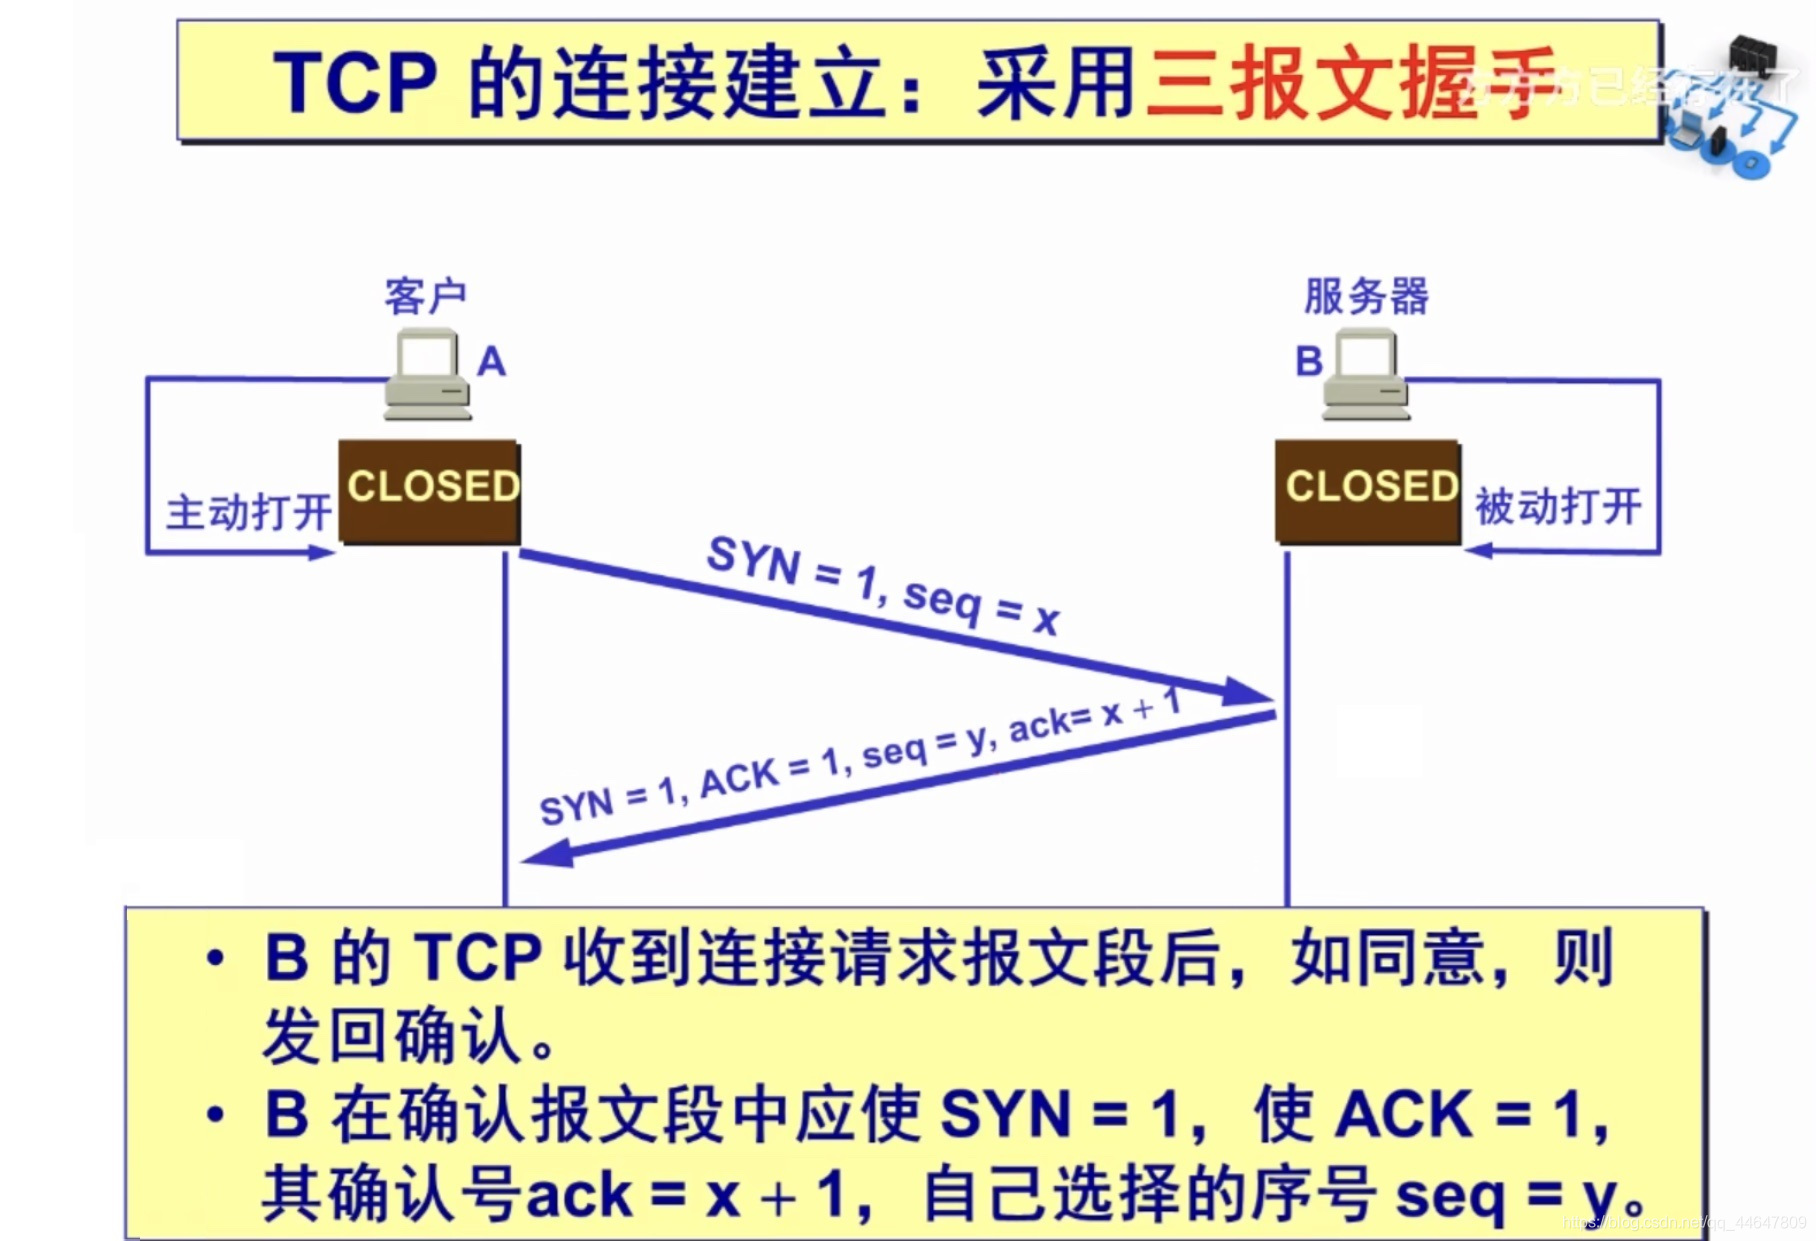 TCP 的连接建立：采用三报文握手
方方方已经存在了
客户
服务器
A
B
CLOSED
CLOSED
主动打开
被动打开
SYN = 1, seq = x
SYN = 1, ACK = 1, seq = y, ack= x + 1
• B 的 TCP 收到连接请求报文段后，如同意，则
发回确认。
• B 在确认报文段中应使 SYN = 1，使 ACK = 1，
其确认号ack = x + 1，自己选择的序号 seq = y。
https://blog.csdn.net/qq_44647809